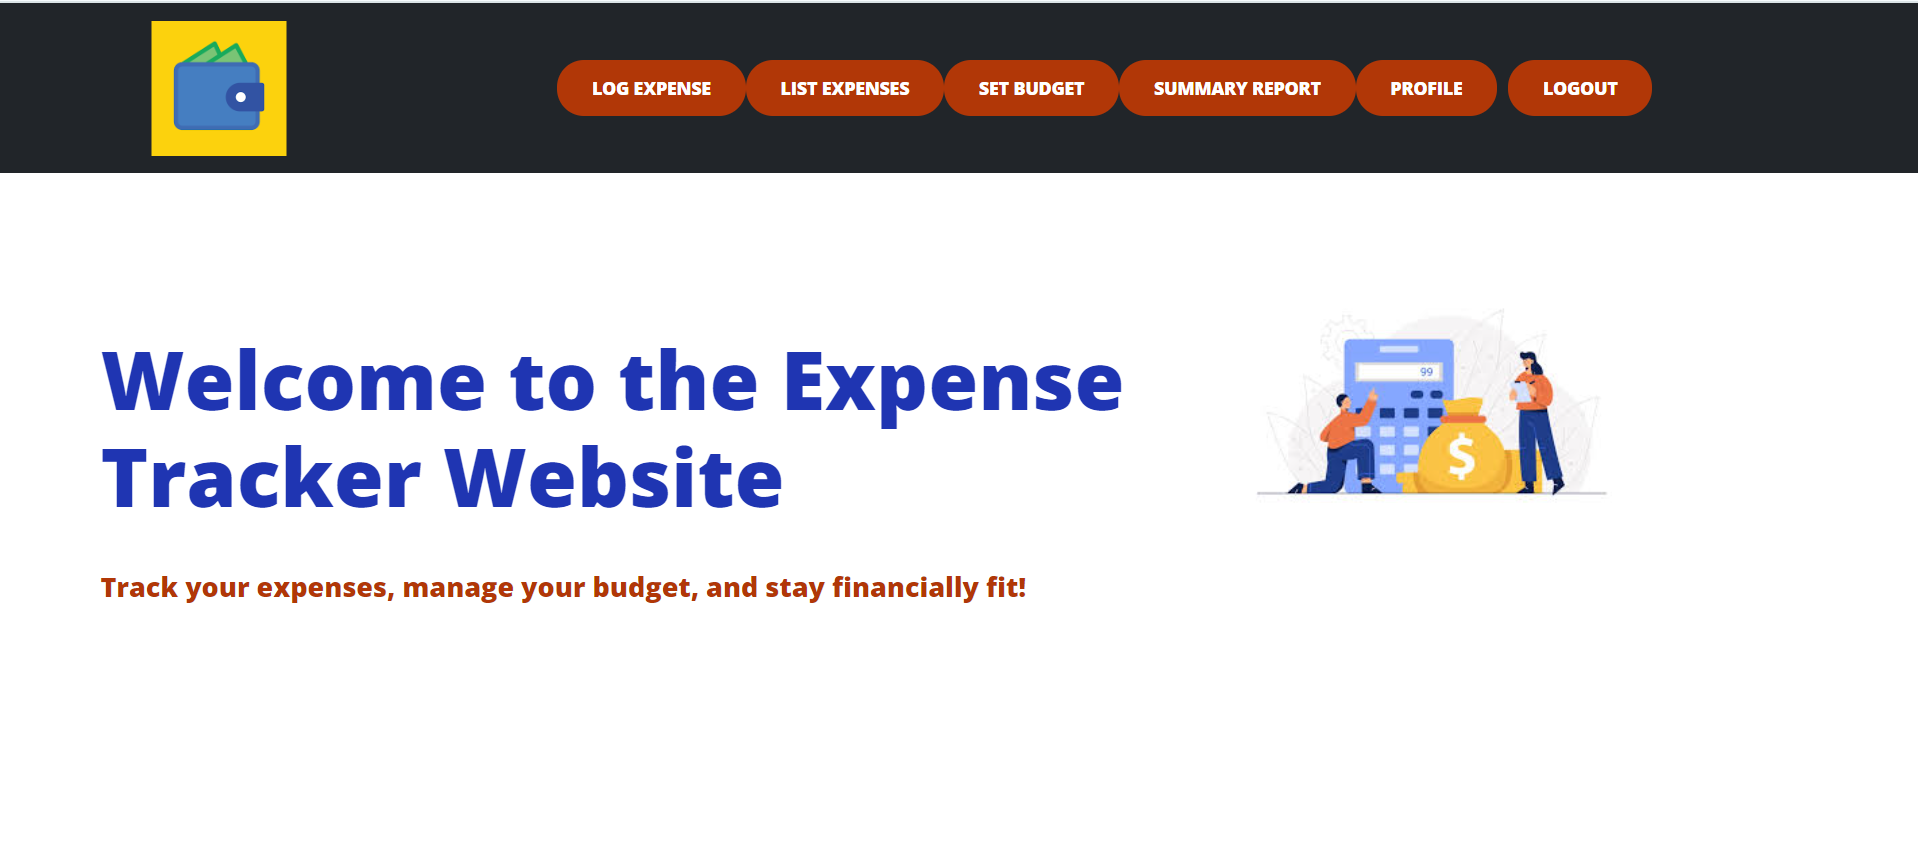 LOG EXPENSE LIST EXPENSES SET BUDGET SUMMARY REPORT PROFILE LOGOUT
99
Welcome to the Expense
$
Tracker Website
Track your expenses, manage your budget, and stay financially fit!